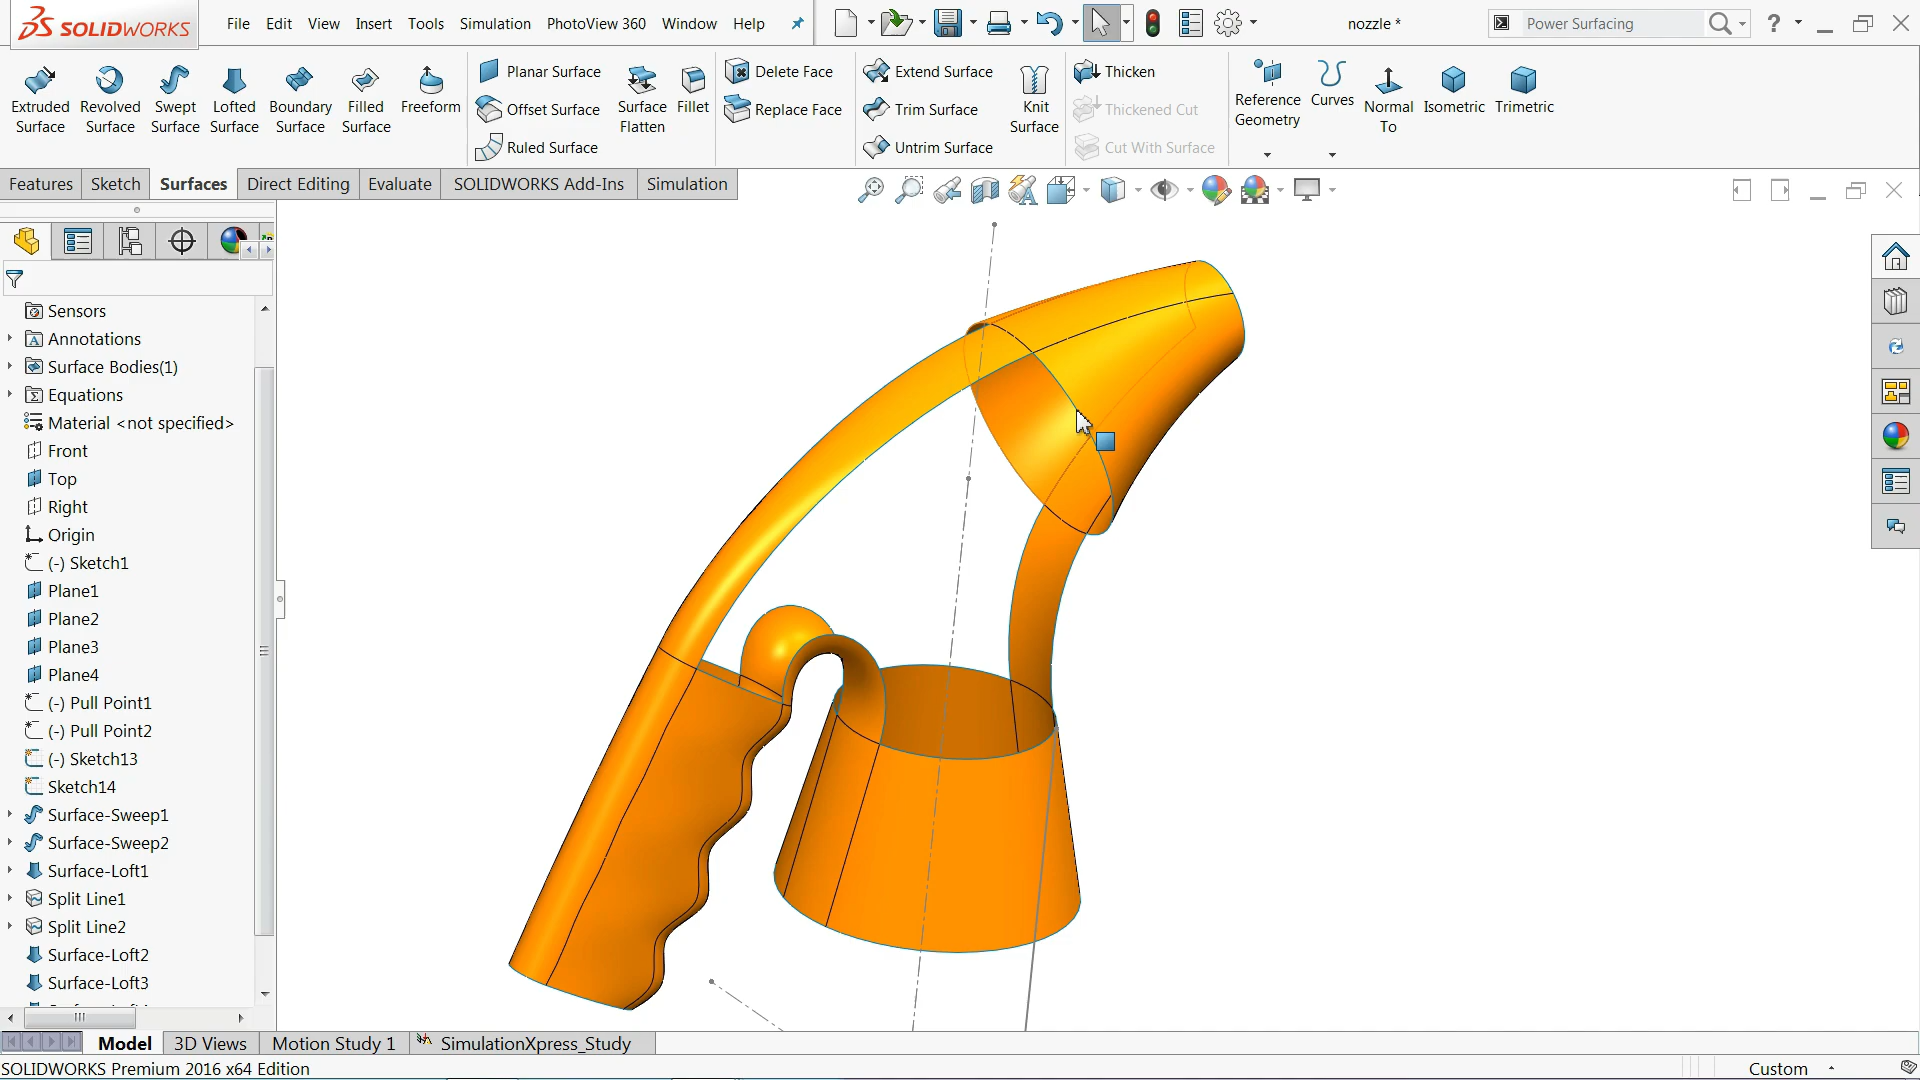 SOLIDWORKS File Edit View Insert Tools Simulation PhotoView 360 Window Help nozzle * Power Surfacing ?
Extruded Surface
Revolved Surface
Swept Surface
Lofted Surface
Boundary Surface
Filled Surface
Freeform
Planar Surface
Offset Surface
Ruled Surface
Surface Flatten
Fillet
Delete Face
Replace Face
Extend Surface
Trim Surface
Untrim Surface
Knit Surface
Thicken
Thickened Cut
Cut With Surface
Reference Geometry
Curves
Normal To
Isometric
Trimetric
Features Sketch Surfaces Direct Editing Evaluate SOLIDWORKS Add-Ins Simulation
Sensors
Annotations
Surface Bodies(1)
Equations
Material <not specified>
Front
Top
Right
Origin
(-) Sketch1
Plane1
Plane2
Plane3
Plane4
(-) Pull Point1
(-) Pull Point2
(-) Sketch13
Sketch14
Surface-Sweep1
Surface-Sweep2
Surface-Loft1
Split Line1
Split Line2
Surface-Loft2
Surface-Loft3
Model 3D Views Motion Study 1 SimulationXpress_Study
SOLIDWORKS Premium 2016 x64 Edition Custom